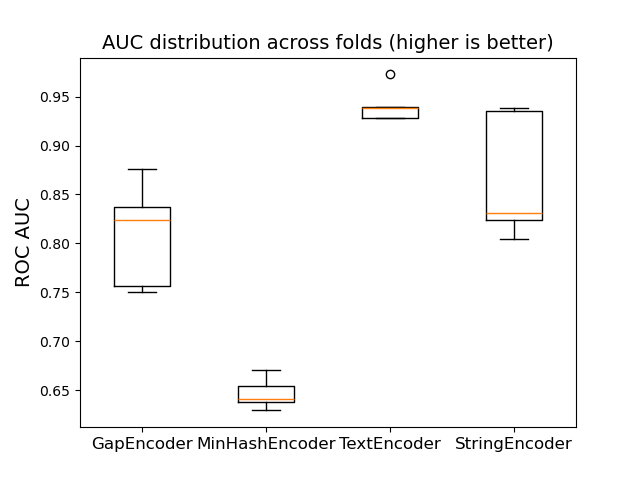 AUC distribution across folds (higher is better)
ROC AUC
0.95
0.90
0.85
0.80
0.75
0.70
0.65
GapEncoder MinHashEncoder TextEncoder StringEncoder